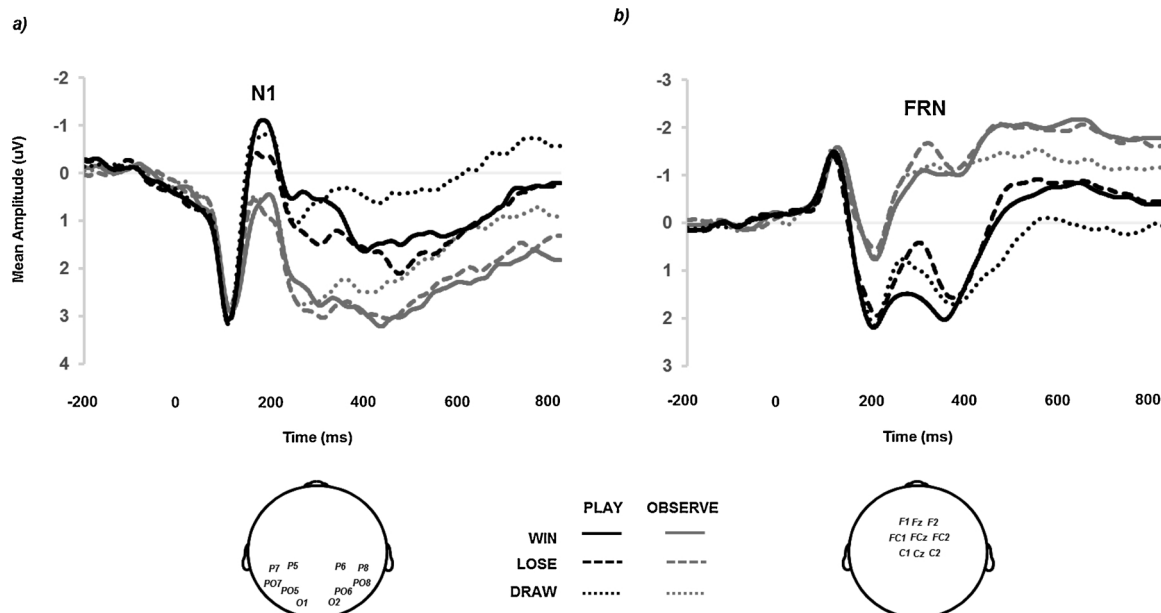 a)
N1
Mean Amplitude (uV)
-2
-1
0
1
2
3
4
-200 0 200 400 600 800
Time (ms)
b)
FRN
-3
-2
-1
0
1
2
3
-200 0 200 400 600 800
Time (ms)
P7 P5 P6 P8
PO7 PO8
PO5 PO6
O1 O2
PLAY OBSERVE
WIN
LOSE
DRAW
F1 Fz F2
FC1 FCz FC2
C1 Cz C2